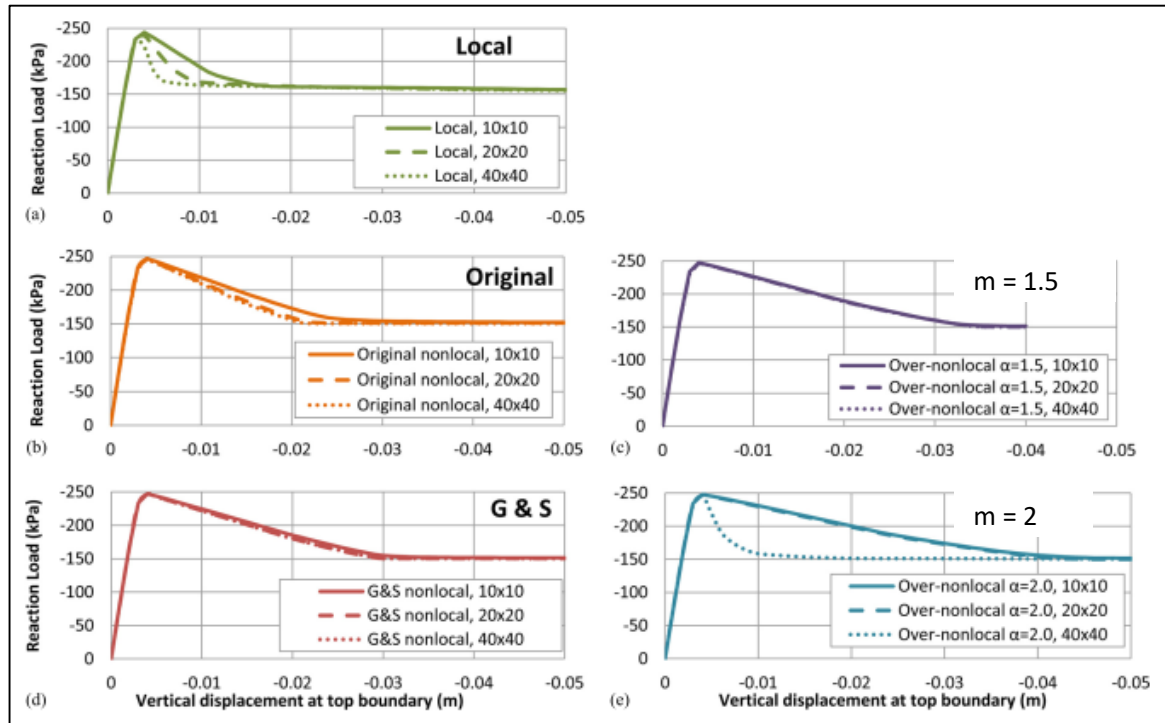 Reaction Load (kPa)
-250
-200
-150
-100
-50
0
Local
Local, 10x10
Local, 20x20
Local, 40x40
(a)
0
-0.01
-0.02
-0.03
-0.04
-0.05
Reaction Load (kPa)
-250
-200
-150
-100
-50
0
Original
Original nonlocal, 10x10
Original nonlocal, 20x20
Original nonlocal, 40x40
(b)
0
-0.01
-0.02
-0.03
-0.04
-0.05
-250
-200
-150
-100
-50
0
m = 1.5
Over-nonlocal α=1.5, 10x10
Over-nonlocal α=1.5, 20x20
Over-nonlocal α=1.5, 40x40
(c)
0
-0.01
-0.02
-0.03
-0.04
-0.05
Reaction Load (kPa)
-250
-200
-150
-100
-50
0
G & S
G&S nonlocal, 10x10
G&S nonlocal, 20x20
G&S nonlocal, 40x40
0
-0.01
-0.02
-0.03
-0.04
-0.05
(d)
Vertical displacement at top boundary (m)
-250
-200
-150
-100
-50
0
m = 2
Over-nonlocal α=2.0, 10x10
Over-nonlocal α=2.0, 20x20
Over-nonlocal α=2.0, 40x40
0
-0.01
-0.02
-0.03
-0.04
-0.05
(e)
Vertical displacement at top boundary (m)